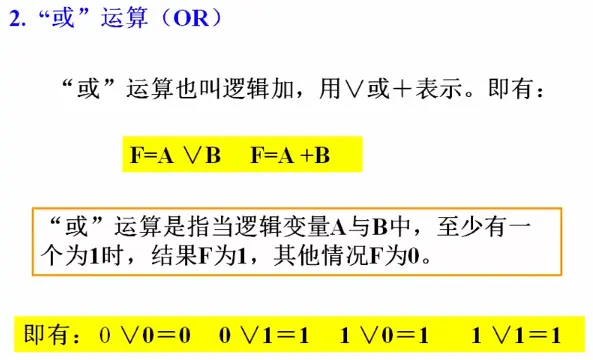 2. “或”运算（OR）
“或”运算也叫逻辑加，用∨或＋表示。即有：
F=A ∨B F=A +B
“或”运算是指当逻辑变量A与B中，至少有一
个为1时，结果F为1，其他情况F为0。
即有：0 ∨0=0 0 ∨1=1 1 ∨0=1 1 ∨1=1